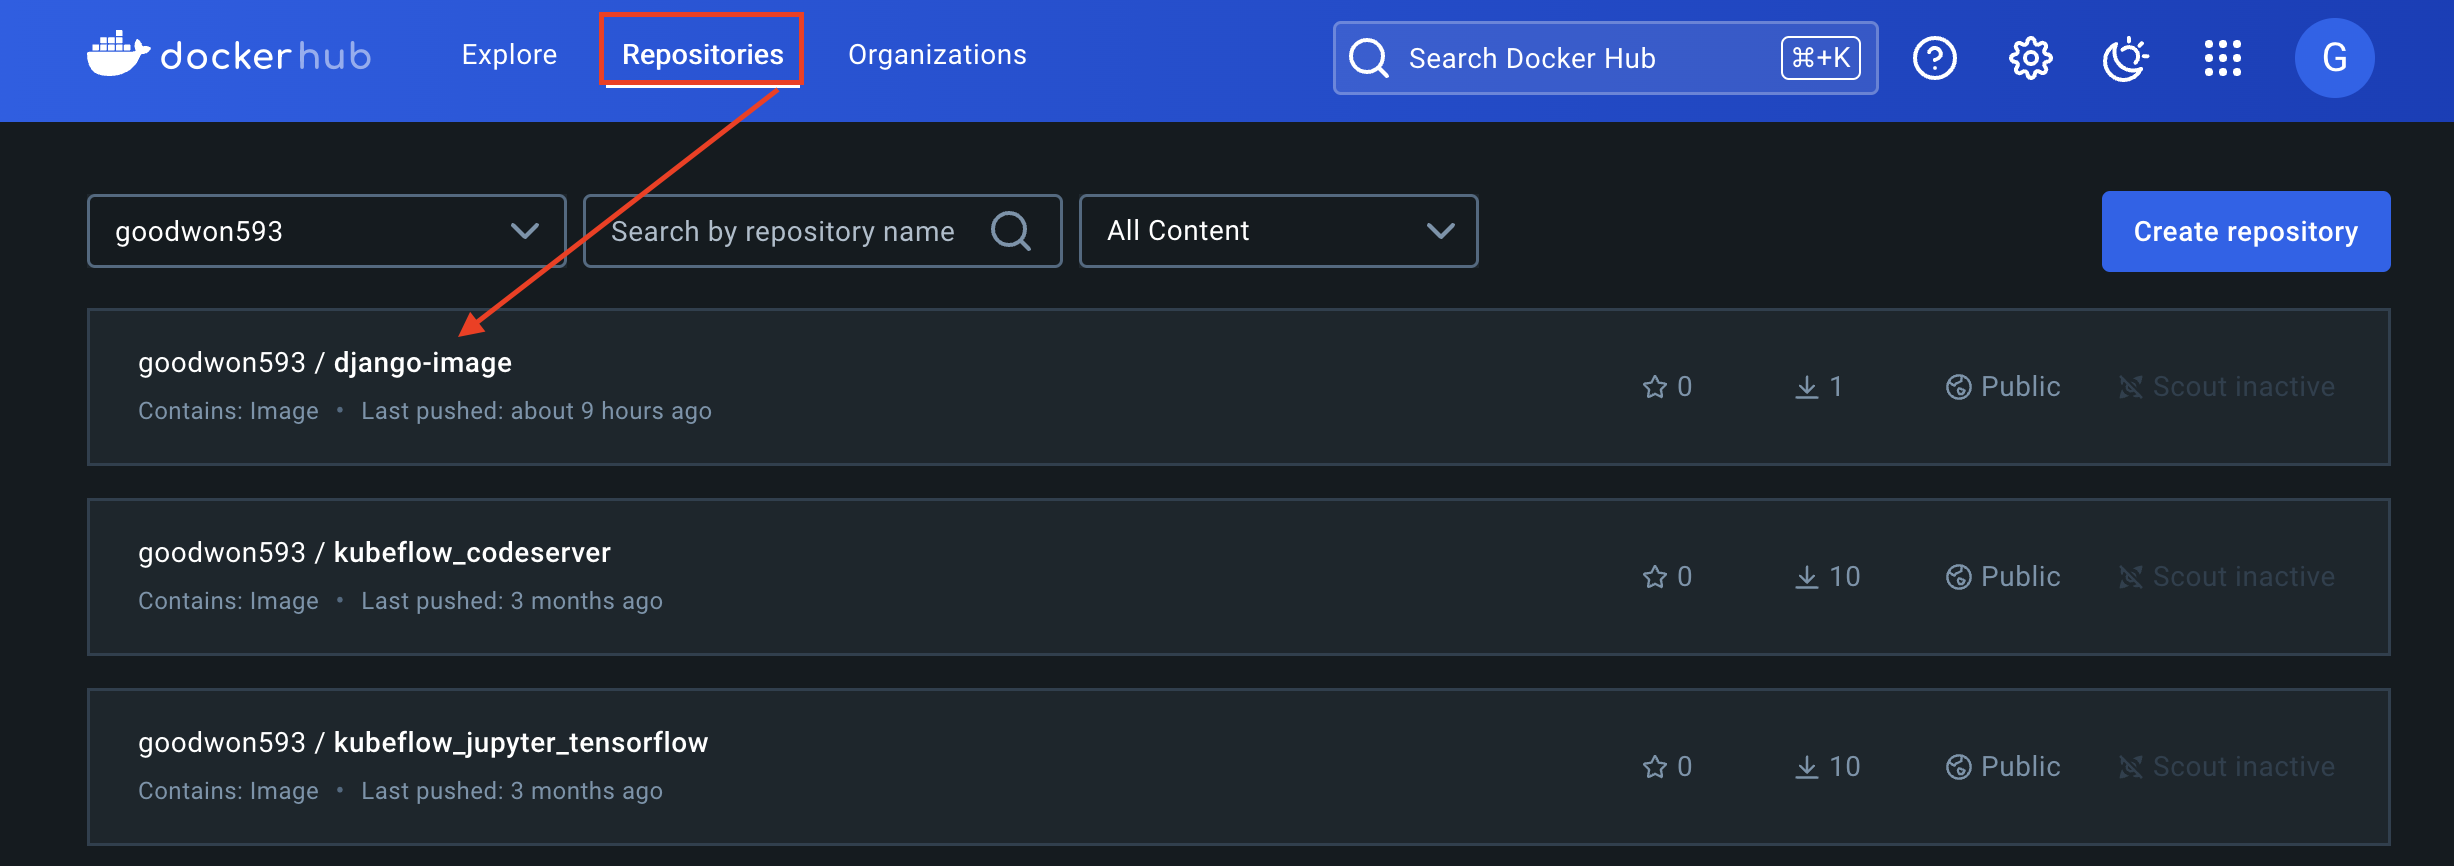 dockerhub Explore Repositories Organizations Search Docker Hub ⌘+K G
goodwon593 Search by repository name All Content Create repository
goodwon593 / django-image
Contains: Image • Last pushed: about 9 hours ago
0 1 Public Scout inactive
goodwon593 / kubeflow_codeserver
Contains: Image • Last pushed: 3 months ago
0 10 Public Scout inactive
goodwon593 / kubeflow_jupyter_tensorflow
Contains: Image • Last pushed: 3 months ago
0 10 Public Scout inactive